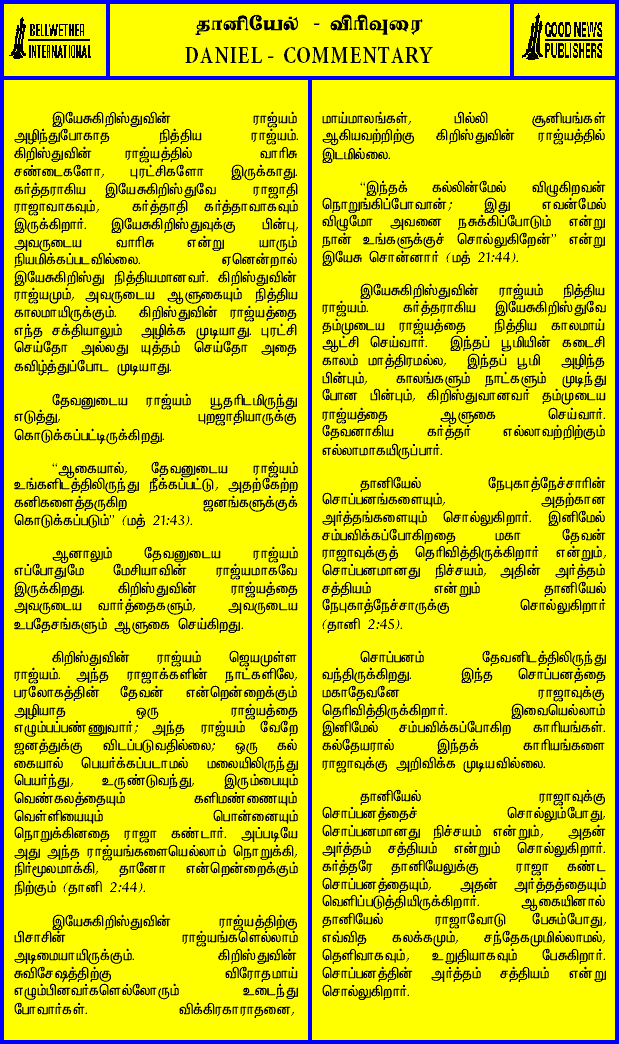 BELLWETHER
INTERNATIONAL
தானியேல் - விரிவுரை
DANIEL - COMMENTARY
GOOD NEWS
PUBLISHERS
இயேசுகிறிஸ்துவின் ராஜ்யம்
அழிந்துபோகாத நித்திய ராஜ்யம்.
கிறிஸ்துவின் ராஜ்யத்தில் வாரிசு
சண்டைகளோ, புரட்சிகளோ இருக்காது.
கர்த்தராகிய இயேசுகிறிஸ்துவே ராஜாதி
ராஜாவாகவும், கர்த்தாதி கர்த்தாவாகவும்
இருக்கிறார். இயேசுகிறிஸ்துவுக்கு பின்பு,
அவருடைய வாரிசு என்று யாரும்
நியமிக்கப்படவில்லை. ஏனென்றால்
இயேசுகிறிஸ்து நித்தியமானவர். கிறிஸ்துவின்
ராஜ்யமும், அவருடைய ஆளுகையும் நித்திய
காலமாயிருக்கும். கிறிஸ்துவின் ராஜ்யத்தை
எந்த சக்தியாலும் அழிக்க முடியாது. புரட்சி
செய்தோ அல்லது யுத்தம் செய்தோ அதை
கவிழ்த்துப்போட முடியாது.
தேவனுடைய ராஜ்யம் யூதரிடமிருந்து
எடுத்து, புறஜாதியாருக்கு
கொடுக்கப்பட்டிருக்கிறது.
“ஆகையால், தேவனுடைய ராஜ்யம்
உங்களிடத்திலிருந்து நீக்கப்பட்டு, அதற்கேற்ற
கனிகளைத்தருகிற ஜனங்களுக்குக்
கொடுக்கப்படும்” (மத் 21:43).
ஆனாலும் தேவனுடைய ராஜ்யம்
எப்போதுமே மேசியாவின் ராஜ்யமாகவே
இருக்கிறது. கிறிஸ்துவின் ராஜ்யத்தை
அவருடைய வார்த்தைகளும், அவருடைய
உபதேசங்களும் ஆளுகை செய்கிறது.
கிறிஸ்துவின் ராஜ்யம் ஜெயமுள்ள
ராஜ்யம். அந்த ராஜாக்களின் நாட்களிலே,
பரலோகத்தின் தேவன் என்றென்றைக்கும்
அழியாத ஒரு ராஜ்யத்தை
எழும்பப்பண்ணுவார்; அந்த ராஜ்யம் வேறே
ஜனத்துக்கு விடப்படுவதில்லை; ஒரு கல்
கையால் பெயர்க்கப்படாமல் மலையிலிருந்து
பெயர்ந்து, உருண்டுவந்து, இரும்பையும்
வெண்கலத்தையும் களிமண்ணையும்
வெள்ளியையும் பொன்னையும்
நொறுக்கினதை ராஜா கண்டார். அப்படியே
அது அந்த ராஜ்யங்களையெல்லாம் நொறுக்கி,
நிர்மூலமாக்கி, தானோ என்றென்றைக்கும்
நிற்கும் (தானி 2:44).
இயேசுகிறிஸ்துவின் ராஜ்யத்திற்கு
பிசாசின் ராஜ்யங்களெல்லாம்
அடிமையாயிருக்கும். கிறிஸ்துவின்
சுவிசேஷத்திற்கு விரோதமாய்
எழும்பினவர்களெல்லோரும் உடைந்து
போவார்கள். விக்கிரகாராதனை,
மாய்மாலங்கள், பில்லி சூனியங்கள்
ஆகியவற்றிற்கு கிறிஸ்துவின் ராஜ்யத்தில்
இடமில்லை.
“இந்தக் கல்லின்மேல் விழுகிறவன்
நொறுங்கிப்போவான்; இது எவன்மேல்
விழுமோ அவனை நசுக்கிப்போடும் என்று
நான் உங்களுக்குச் சொல்லுகிறேன்” என்று
இயேசு சொன்னார் (மத் 21:44).
இயேசுகிறிஸ்துவின் ராஜ்யம் நித்திய
ராஜ்யம். கர்த்தராகிய இயேசுகிறிஸ்துவே
தம்முடைய ராஜ்யத்தை நித்திய காலமாய்
ஆட்சி செய்வார். இந்தப் பூமியின் கடைசி
காலம் மாத்திரமல்ல, இந்தப் பூமி அழிந்த
பின்பும், காலங்களும் நாட்களும் முடிந்து
போன பின்பும், கிறிஸ்துவானவர் தம்முடைய
ராஜ்யத்தை ஆளுகை செய்வார்.
தேவனாகிய கர்த்தர் எல்லாவற்றிற்கும்
எல்லாமாகயிருப்பார்.
தானியேல் நேபுகாத்நேச்சாரின்
சொப்பனங்களையும், அதற்கான
அர்த்தங்களையும் சொல்லுகிறார். இனிமேல்
சம்பவிக்கப்போகிறதை மகா தேவன்
ராஜாவுக்குத் தெரிவித்திருக்கிறார் என்றும்,
சொப்பனமானது நிச்சயம், அதின் அர்த்தம்
சத்தியம் என்றும் தானியேல்
நேபுகாத்நேச்சாருக்கு சொல்லுகிறார்
(தானி 2:45).
சொப்பனம் தேவனிடத்திலிருந்து
வந்திருக்கிறது. இந்த சொப்பனத்தை
மகாதேவனே ராஜாவுக்கு
தெரிவித்திருக்கிறார். இவையெல்லாம்
இனிமேல் சம்பவிக்கப்போகிற காரியங்கள்.
கல்தேயரால் இந்தக் காரியங்களை
ராஜாவுக்கு அறிவிக்க முடியவில்லை.
தானியேல் ராஜாவுக்கு
சொப்பனத்தைச் சொல்லும்போது,
சொப்பனமானது நிச்சயம் என்றும், அதன்
அர்த்தம் சத்தியம் என்றும் சொல்லுகிறார்.
கர்த்தரே தானியேலுக்கு ராஜா கண்ட
சொப்பனத்தையும், அதன் அர்த்தத்தையும்
வெளிப்படுத்தியிருக்கிறார். ஆகையினால்
தானியேல் ராஜாவோடு பேசும்போது,
எவ்வித கலக்கமும், சந்தேகமுமில்லாமல்,
தெளிவாகவும், உறுதியாகவும் பேசுகிறார்.
சொப்பனத்தின் அர்த்தம் சத்தியம் என்று
சொல்லுகிறார்.